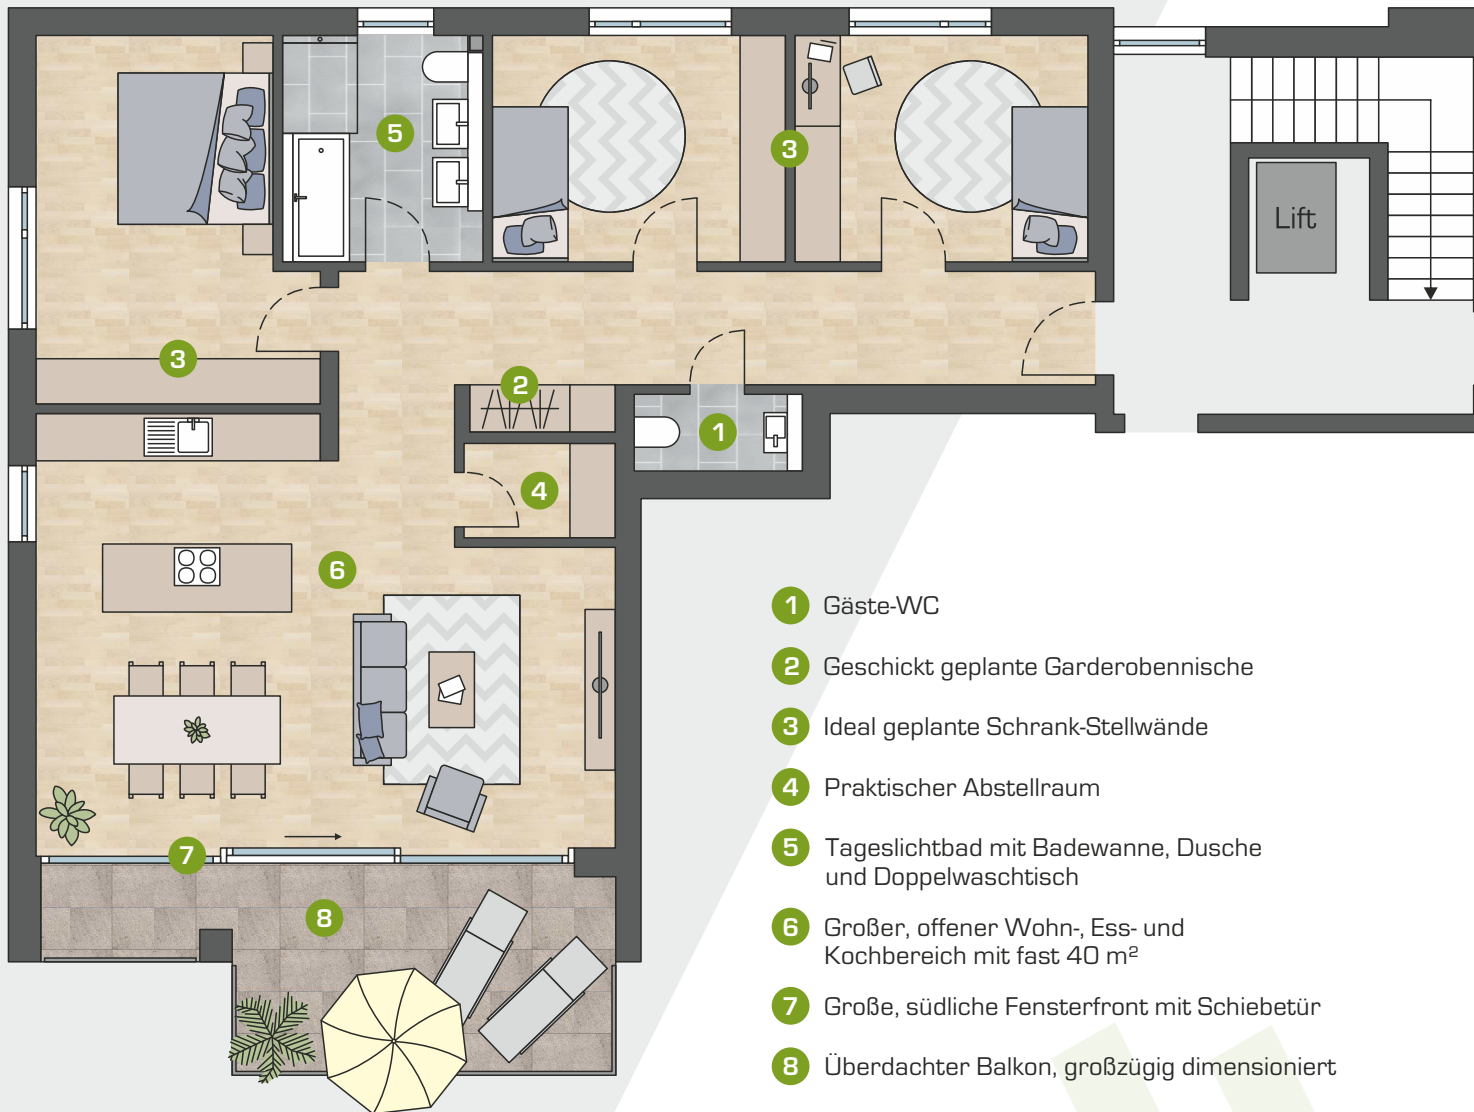 5
3
Lift
3
2
1
4
6
7
8
1 Gäste-WC
2 Geschickt geplante Garderobennische
3 Ideal geplante Schrank-Stellwände
4 Praktischer Abstellraum
5 Tageslichtbad mit Badewanne, Dusche
und Doppelwaschtisch
6 Großer, offener Wohn-, Ess- und
Kochbereich mit fast 40 m²
7 Große, südliche Fensterfront mit Schiebetür
8 Überdachter Balkon, großzügig dimensioniert